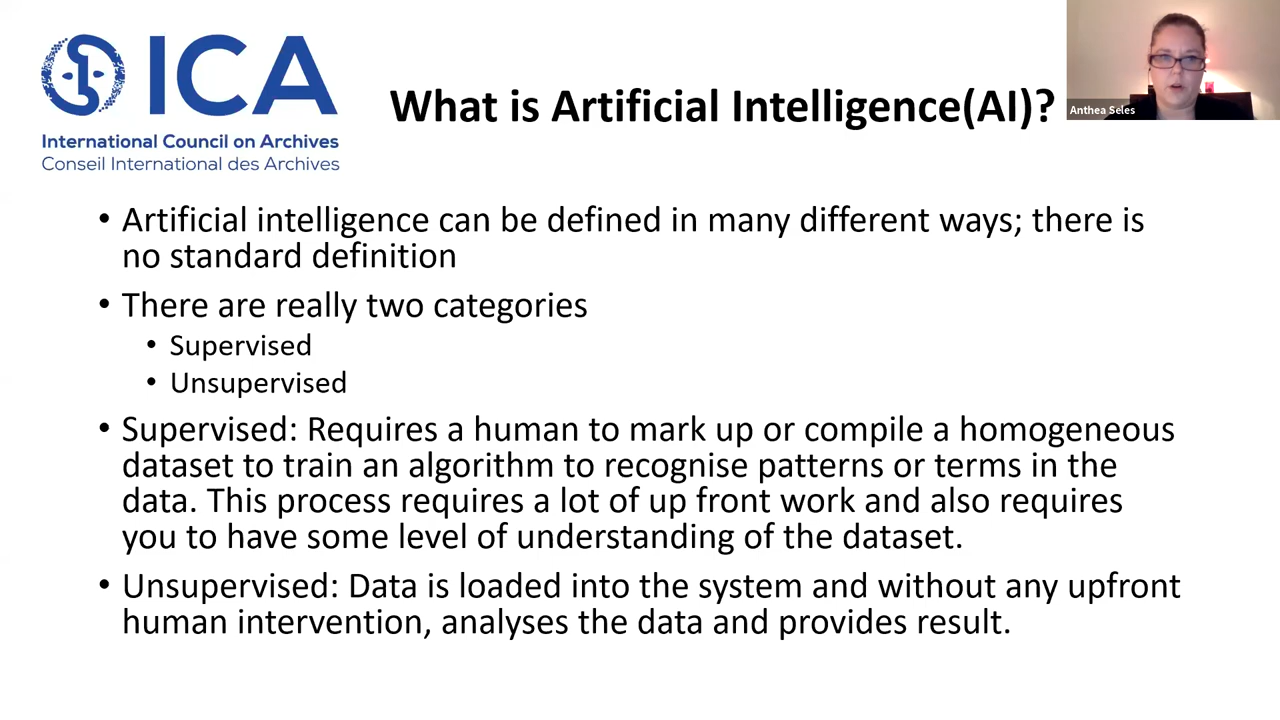 ICA
International Council on Archives
Conseil International des Archives
What is Artificial Intelligence(AI)?
Anthea Seles
• Artificial intelligence can be defined in many different ways; there is
no standard definition
• There are really two categories
• Supervised
• Unsupervised
• Supervised: Requires a human to mark up or compile a homogeneous
dataset to train an algorithm to recognise patterns or terms in the
data. This process requires a lot of up front work and also requires
you to have some level of understanding of the dataset.
• Unsupervised: Data is loaded into the system and without any upfront
human intervention, analyses the data and provides result.